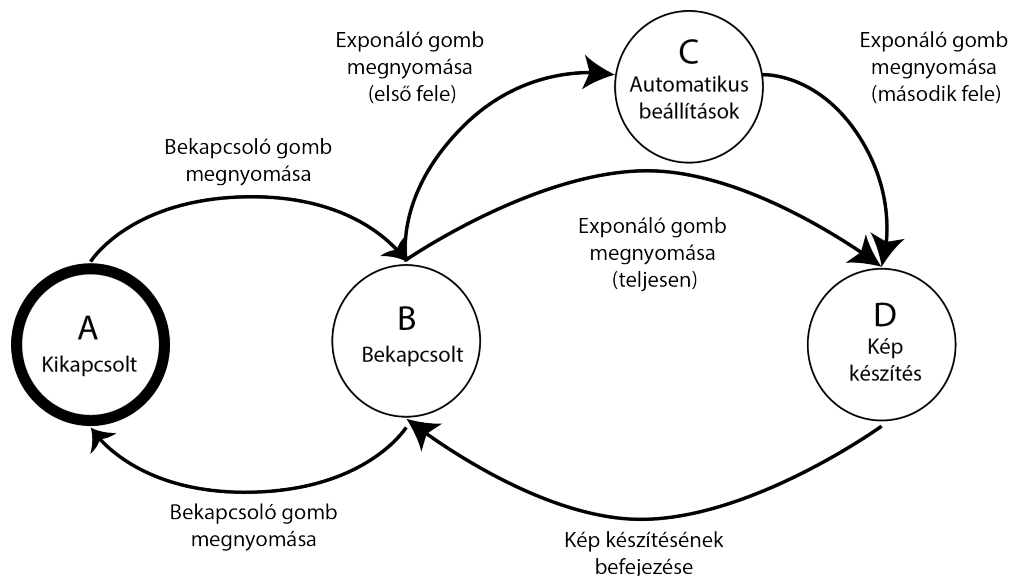 Exponáló gomb
megnyomása
(első fele)
C
Automatikus
beállítások
Exponáló gomb
megnyomása
(második fele)
Bekapcsoló gomb
megnyomása
Exponáló gomb
megnyomása
(teljesen)
A
Kikapcsolt
B
Bekapcsolt
D
Kép
készítés
Bekapcsoló gomb
megnyomása
Kép készítésének
befejezése